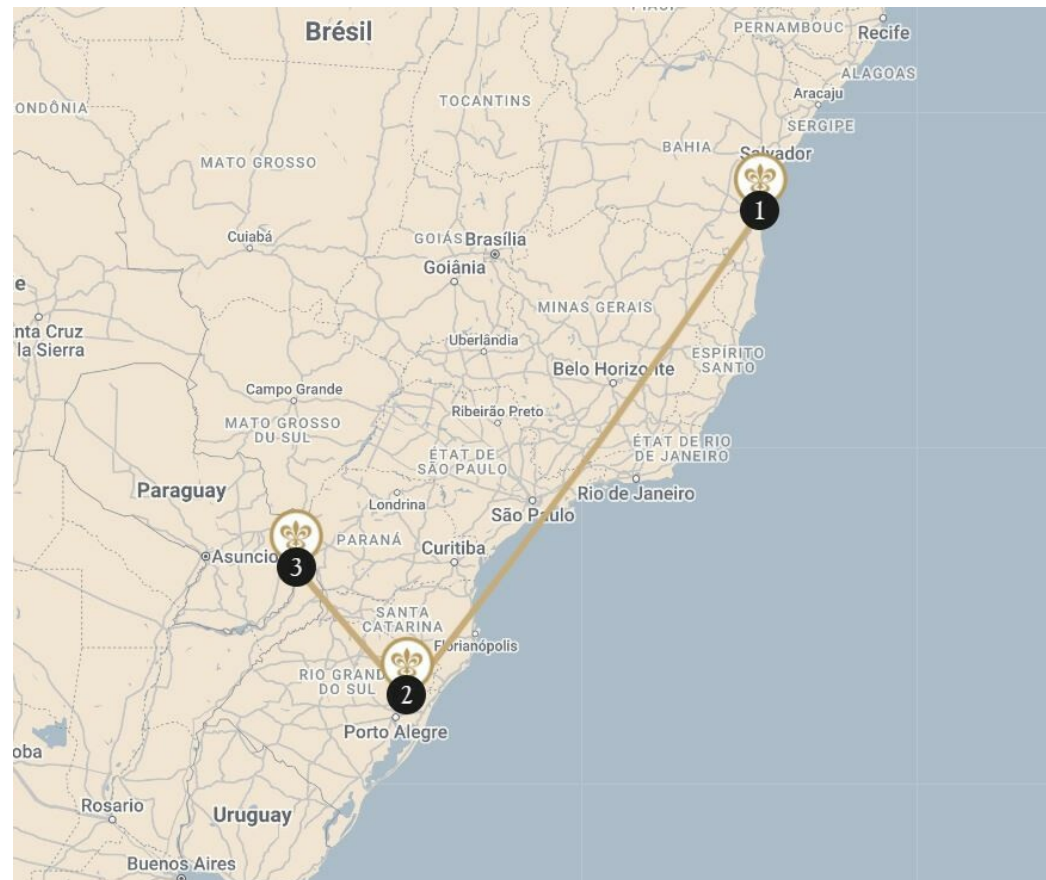 Brésil
PERNAMBOUC
Recife
ALAGOAS
ONDÔNIA
TOCANTINS
Aracaju
SERGIPE
MATO GROSSO
BAHIA
Salvador
1
Cuiabá
GOIÁS
Brasília
Goiânia
e
MINAS GERAIS
nta Cruz
la Sierra
Uberlândia
ESPÍRITO
SANTO
Belo Horizonte
Campo Grande
Ribeirão Preto
MATO GROSSO
DU SUL
ÉTAT DE RIO
DE JANEIRO
ÉTAT DE
SÃO PAULO
Paraguay
Londrina
Rio de Janeiro
São Paulo
PARANÁ
Curitiba
Asuncio
3
SANTA
CATARINA
Florianópolis
RIO GRAND
DO SUL
2
Porto Alegre
oba
Rosario
Uruguay
Buenos Aires